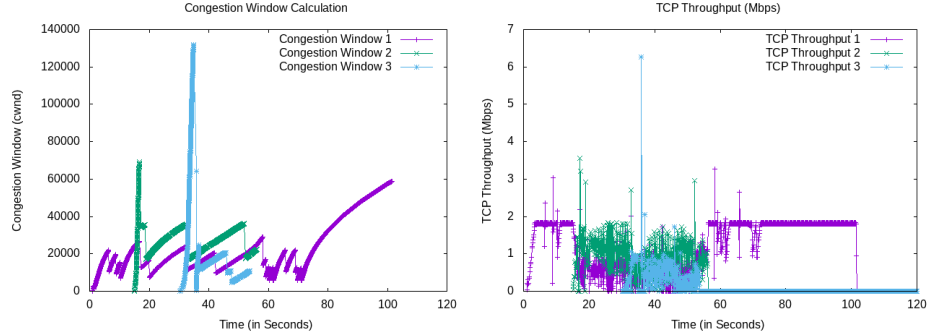 Congestion Window Calculation
Congestion Window (cwnd)
140000
120000
100000
80000
60000
40000
20000
0
Congestion Window 1
Congestion Window 2
Congestion Window 3
0 20 40 60 80 100 120
Time (in Seconds)
TCP Throughput (Mbps)
TCP Throughput (Mbps)
7
6
5
4
3
2
1
0
TCP Throughput 1
TCP Throughput 2
TCP Throughput 3
0 20 40 60 80 100 120
Time (in Seconds)